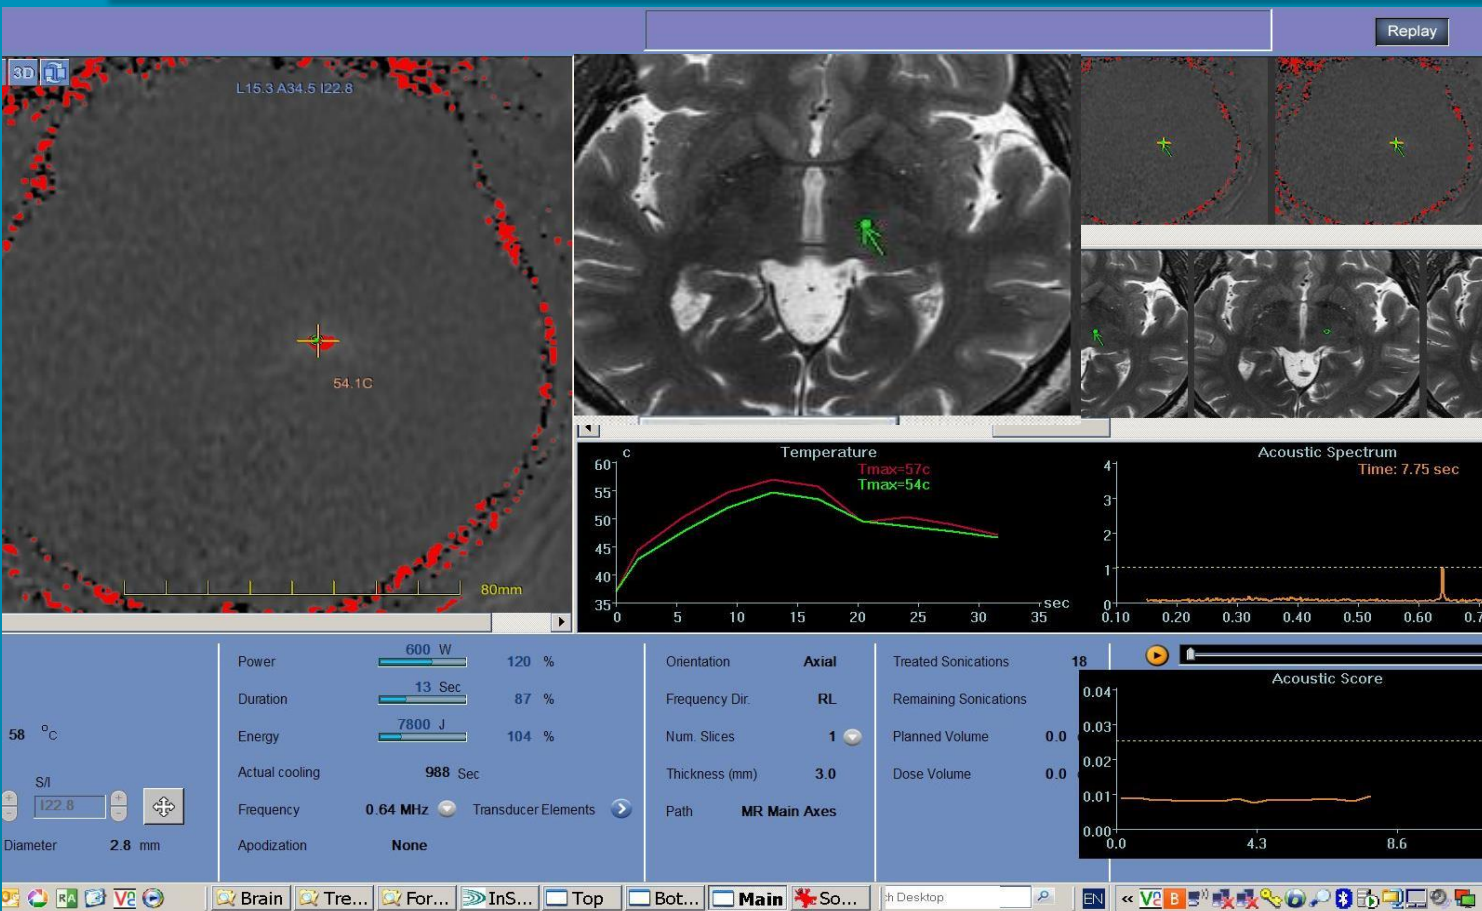 Replay
3D
L15.3 A34.5 I22.8
54.1C
80mm
c Temperature
Tmax=57c
Tmax=54c
60
55
50
45
40
35
0 5 10 15 20 25 30 35 sec
Acoustic Spectrum
Time: 7.75 sec
4
3
2
1
0
0.10 0.20 0.30 0.40 0.50 0.60 0.7
58 °C
S/I
I22.8
Diameter 2.8 mm
Power 600 W 120 %
Duration 13 Sec 87 %
Energy 7800 J 104 %
Actual cooling 988 Sec
Frequency 0.64 MHz Transducer Elements
Apodization None
Orientation Axial
Frequency Dir. RL
Num. Slices 1
Thickness (mm) 3.0
Path MR Main Axes
Treated Sonications 18
Remaining Sonications
Planned Volume 0.0
Dose Volume 0.0
Acoustic Score
0.04
0.03
0.02
0.01
0.00
0.0 4.3 8.6
RA V2 Brain Tre... For... InS... Top Bot... Main So... h Desktop EN « V2 B